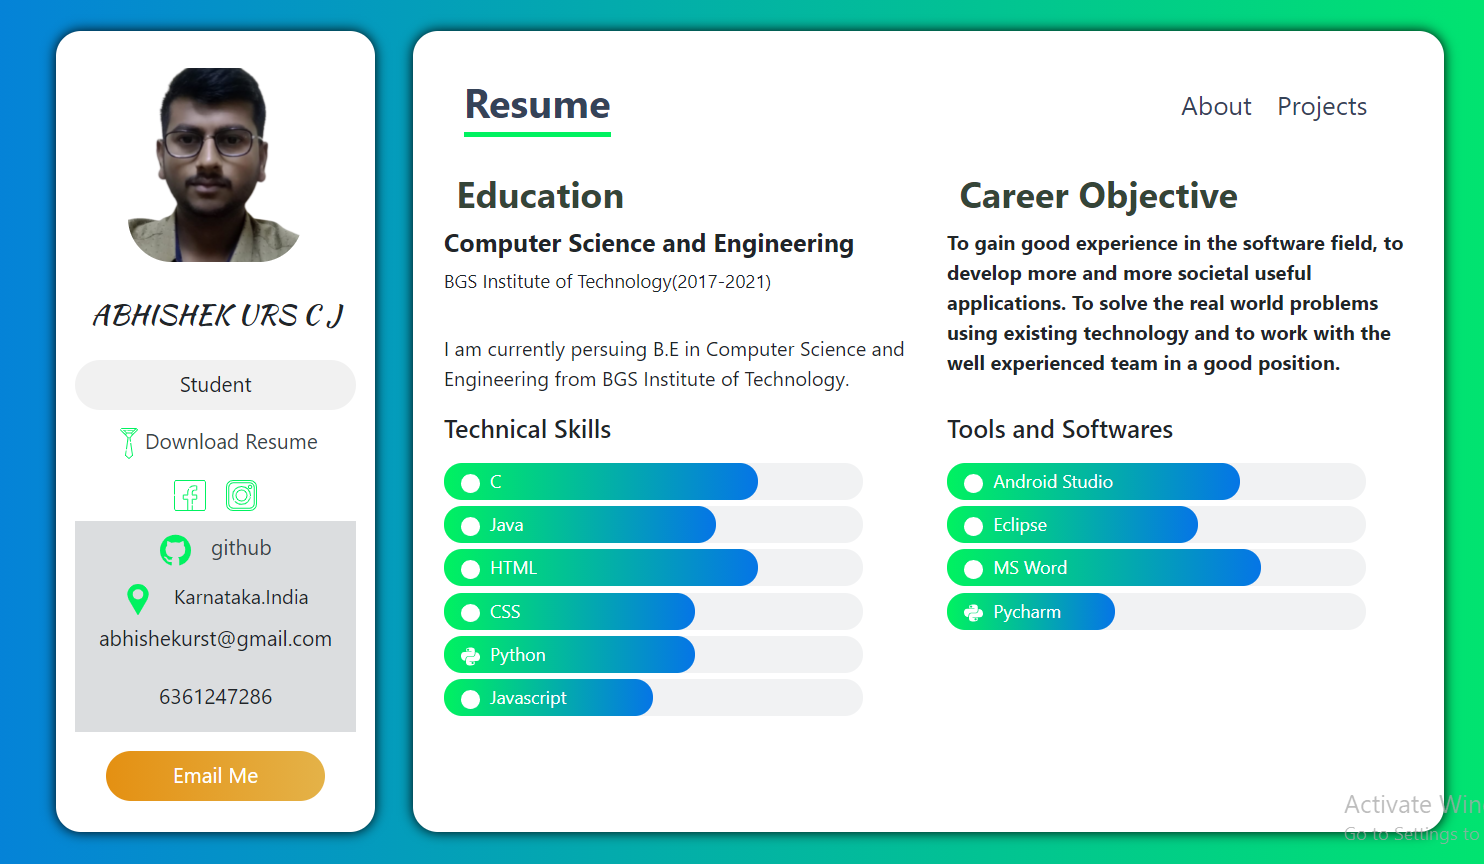 ABHISHEK URS C J
Student
Download Resume
github
Karnataka.India
abhishekurst@gmail.com
6361247286
Email Me
Resume
About
Projects
Education
Computer Science and Engineering
BGS Institute of Technology(2017-2021)
I am currently persuing B.E in Computer Science and
Engineering from BGS Institute of Technology.
Technical Skills
C
Java
HTML
CSS
Python
Javascript
Career Objective
To gain good experience in the software field, to
develop more and more societal useful
applications. To solve the real world problems
using existing technology and to work with the
well experienced team in a good position.
Tools and Softwares
Android Studio
Eclipse
MS Word
Pycharm
Activate Win
Go to Settings to